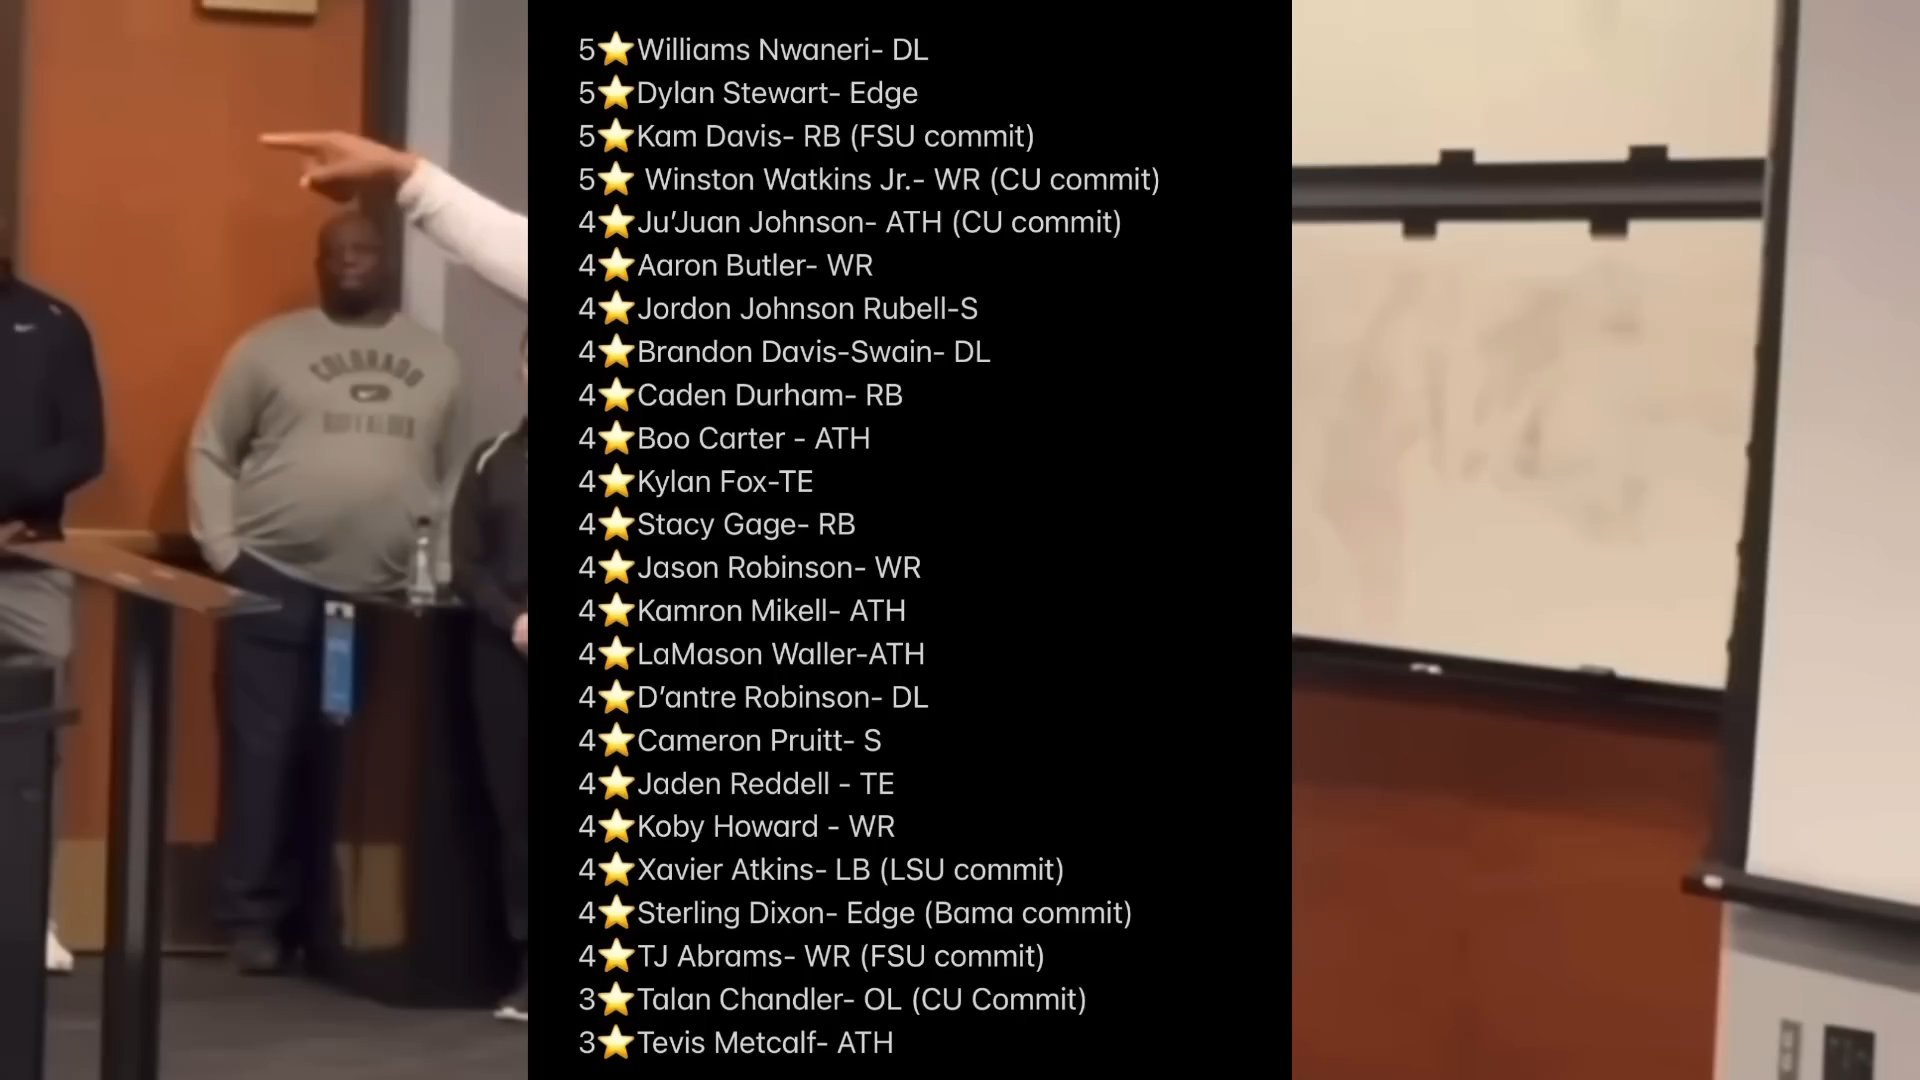 COLORADO
BUFFALOES
5⭐Williams Nwaneri- DL
5⭐Dylan Stewart- Edge
5⭐Kam Davis- RB (FSU commit)
5⭐ Winston Watkins Jr.- WR (CU commit)
4⭐Ju’Juan Johnson- ATH (CU commit)
4⭐Aaron Butler- WR
4⭐Jordon Johnson Rubell-S
4⭐Brandon Davis-Swain- DL
4⭐Caden Durham- RB
4⭐Boo Carter - ATH
4⭐Kylan Fox-TE
4⭐Stacy Gage- RB
4⭐Jason Robinson- WR
4⭐Kamron Mikell- ATH
4⭐LaMason Waller-ATH
4⭐D’antre Robinson- DL
4⭐Cameron Pruitt- S
4⭐Jaden Reddell - TE
4⭐Koby Howard - WR
4⭐Xavier Atkins- LB (LSU commit)
4⭐Sterling Dixon- Edge (Bama commit)
4⭐TJ Abrams- WR (FSU commit)
3⭐Talan Chandler- OL (CU Commit)
3⭐Tevis Metcalf- ATH